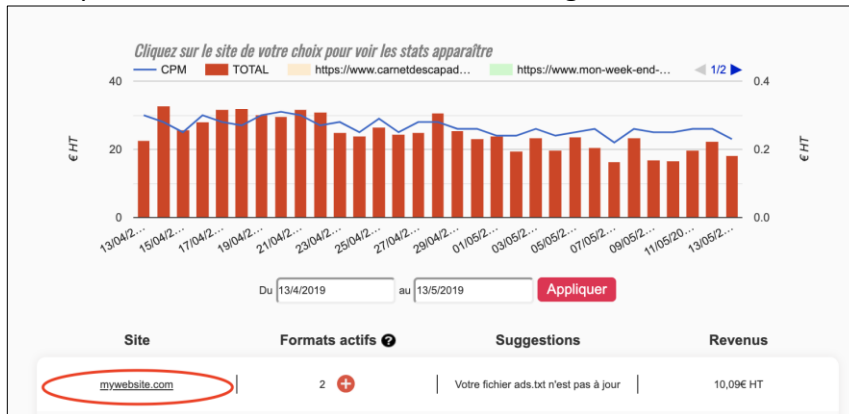 Cliquez sur le site de votre choix pour voir les stats apparaître
CPM TOTAL https://www.carnetdescapad... https://www.mon-week-end-... 1/2
40 0.4
€ HT 20 0.2 € HT
0 0.0
13/04/2... 15/04/2... 17/04/2... 19/04/2... 21/04/2... 23/04/2... 25/04/2... 27/04/2... 29/04/2... 01/05/2... 03/05/2... 05/05/2... 07/05/2... 09/05/2... 11/05/20... 13/05/2...
Du 13/4/2019 au 13/5/2019 Appliquer
Site Formats actifs ? Suggestions Revenus
mywebsite.com 2 + Votre fichier ads.txt n'est pas à jour 10,09€ HT